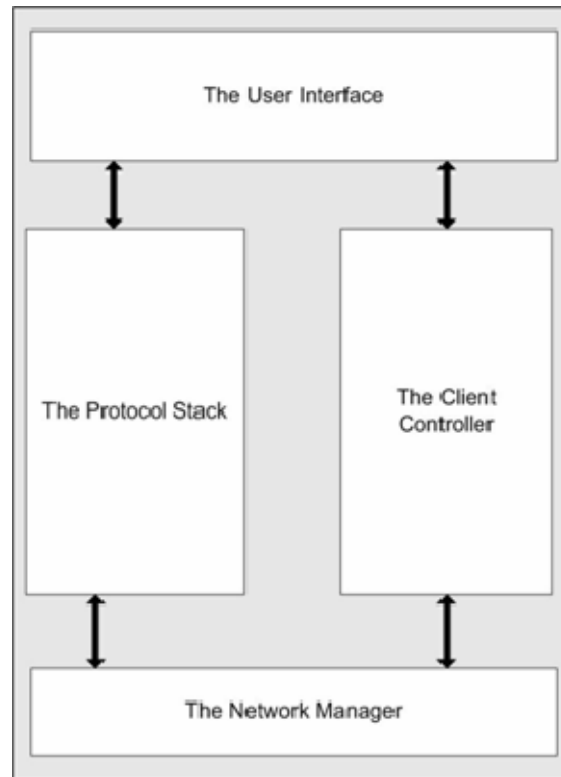 The User Interface
The Protocol Stack
The Client
Controller
The Network Manager